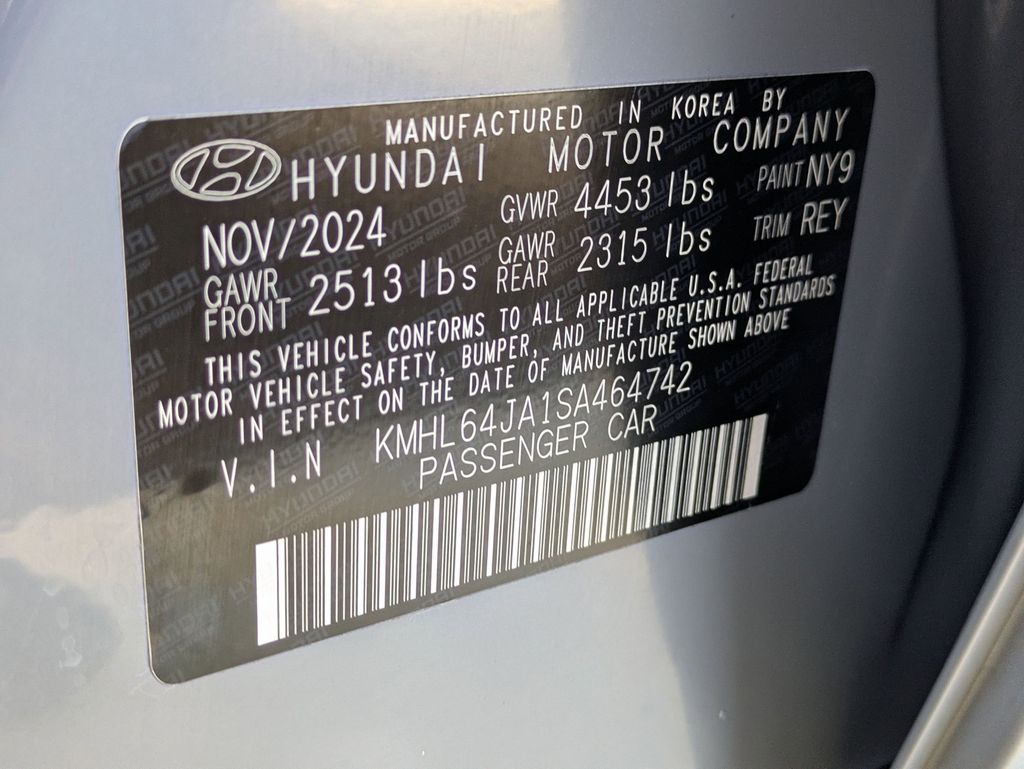 MANUFACTURED IN KOREA BY
HYUNDAI MOTOR COMPANY
NOV/2024 GVWR 4453 lbs PAINT NY9
GAWR FRONT 2513 lbs GAWR REAR 2315 lbs TRIM REY
THIS VEHICLE CONFORMS TO ALL APPLICABLE U.S.A. FEDERAL
MOTOR VEHICLE SAFETY, BUMPER, AND THEFT PREVENTION STANDARDS
IN EFFECT ON THE DATE OF MANUFACTURE SHOWN ABOVE
V.I.N KMHL64JA1SA464742
PASSENGER CAR